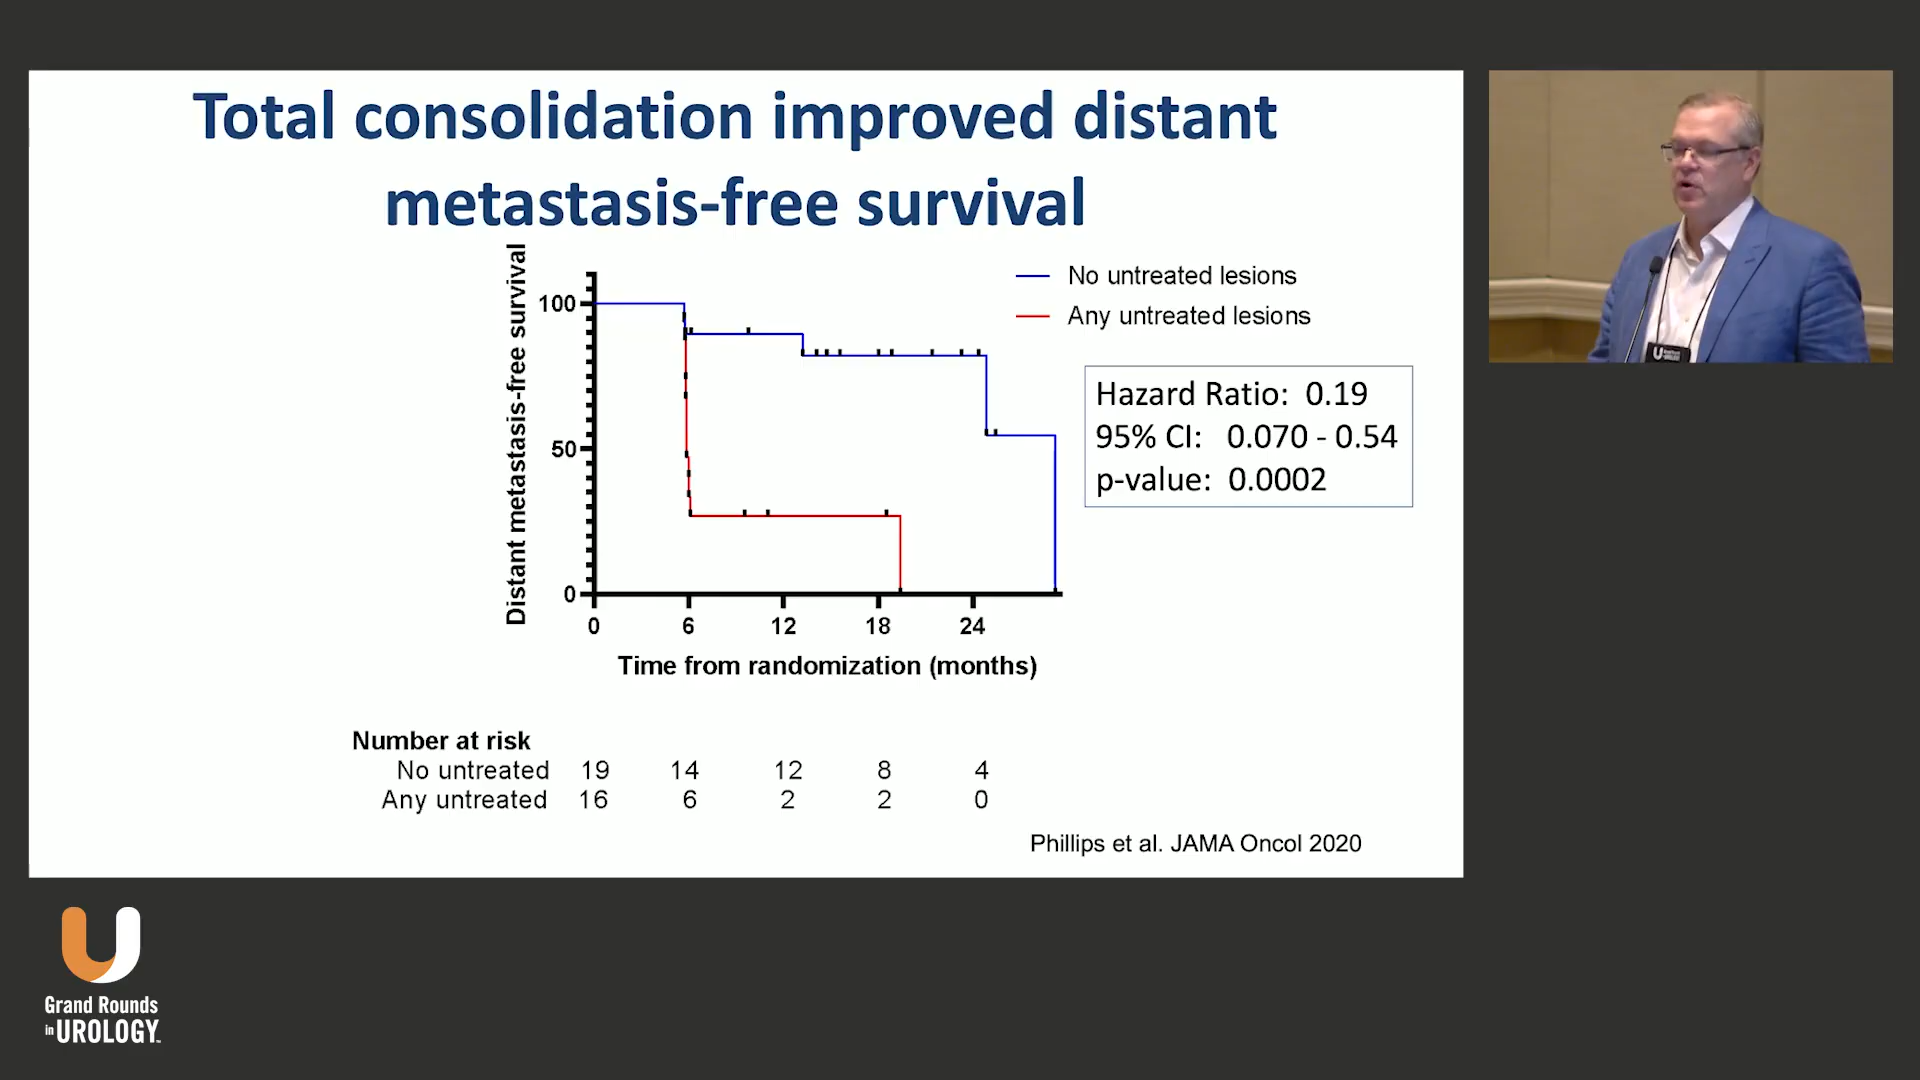 Total consolidation improved distant
metastasis-free survival
Distant metastasis-free survival
100
50
0
0 6 12 18 24
Time from randomization (months)
No untreated lesions
Any untreated lesions
Hazard Ratio: 0.19
95% CI: 0.070 - 0.54
p-value: 0.0002
Number at risk
No untreated 19 14 12 8 4
Any untreated 16 6 2 2 0
Phillips et al. JAMA Oncol 2020
Grand Rounds
in UROLOGY